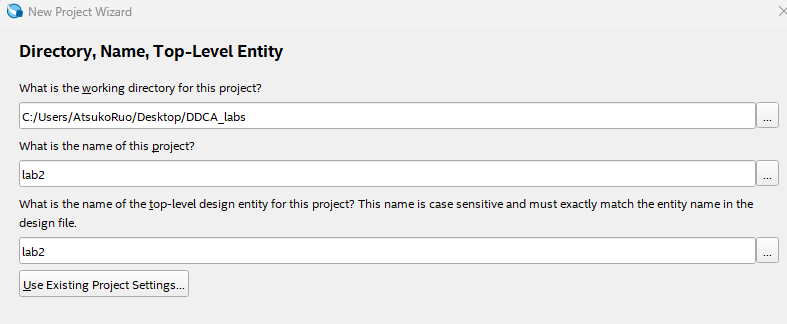 New Project Wizard
Directory, Name, Top-Level Entity
What is the working directory for this project?
C:/Users/AtsukoRuo/Desktop/DDCA_labs
...
What is the name of this project?
lab2
...
What is the name of the top-level design entity for this project? This name is case sensitive and must exactly match the entity name in the
design file.
lab2
...
Use Existing Project Settings...